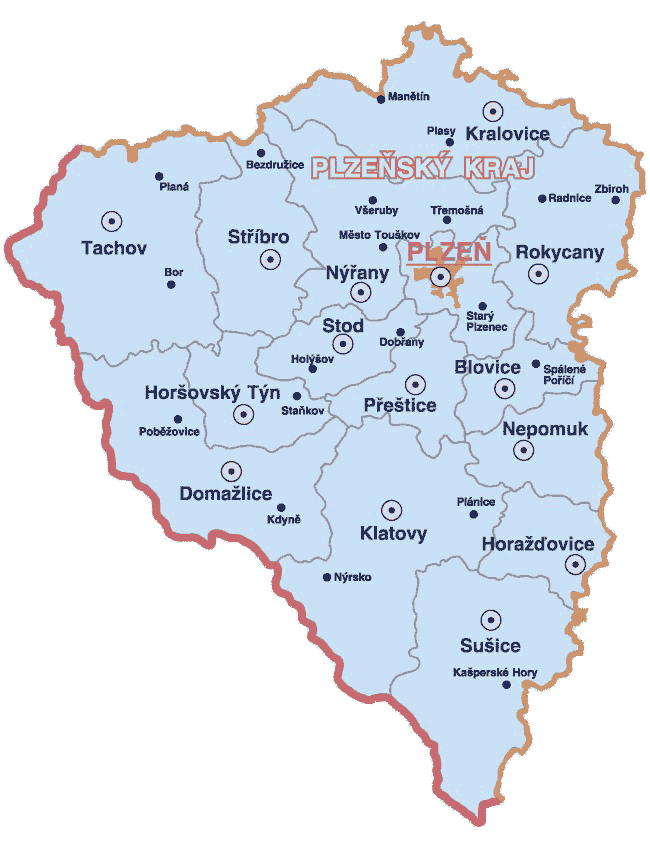 Manětín
Plasy
Kralovice
Bezdružice
PLZEŇSKÝ KRAJ
Planá
Radnice
Zbiroh
Všeruby
Třemošná
Tachov
Stříbro
Město Touškov
PLZEŇ
Rokycany
Bor
Nýřany
Starý
Plzenec
Stod
Dobřany
Holýšov
Blovice
Spálené
Poříčí
Horšovský Týn
Staňkov
Přeštice
Poběžovice
Nepomuk
Domažlice
Kdyně
Plánice
Klatovy
Horažďovice
Nýrsko
Sušice
Kašperské Hory